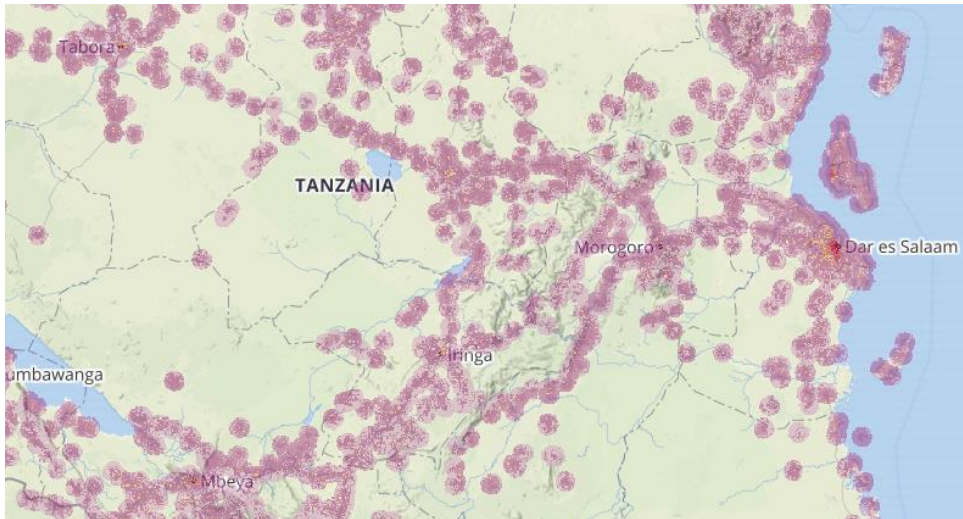 Tabora
TANZANIA
Morogoro
Dar es Salaam
Iringa
umbawanga
Mbeya